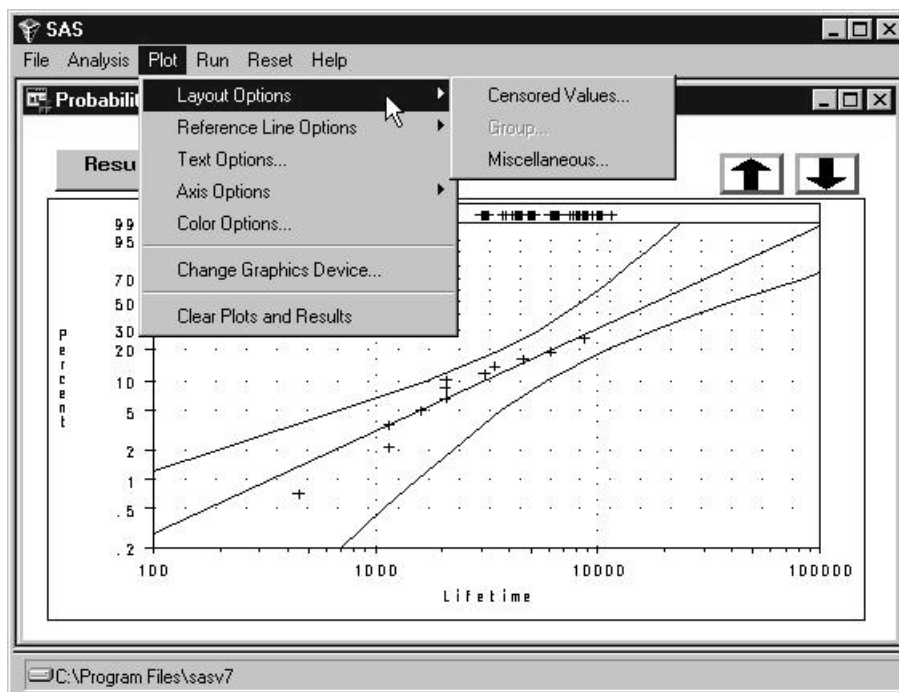 SAS
File Analysis Plot Run Reset Help
Probabilit
Layout Options
Reference Line Options
Text Options...
Axis Options
Color Options...
Change Graphics Device...
Clear Plots and Results
Censored Values...
Group...
Miscellaneous...
Resu
99
95
70
50
30
20
10
5
2
1
.5
.2
Percent
100 1000 10000 100000
Lifetime
C:\Program Files\sasv7